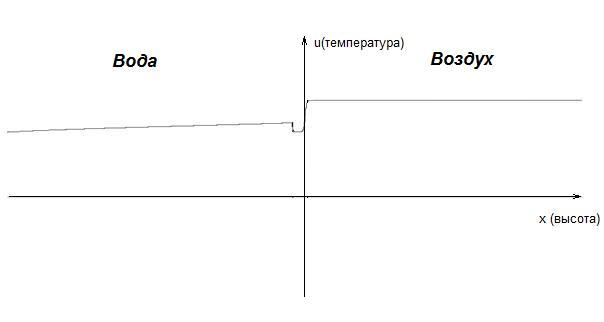 u(температура)
Вода
Воздух
x (высота)